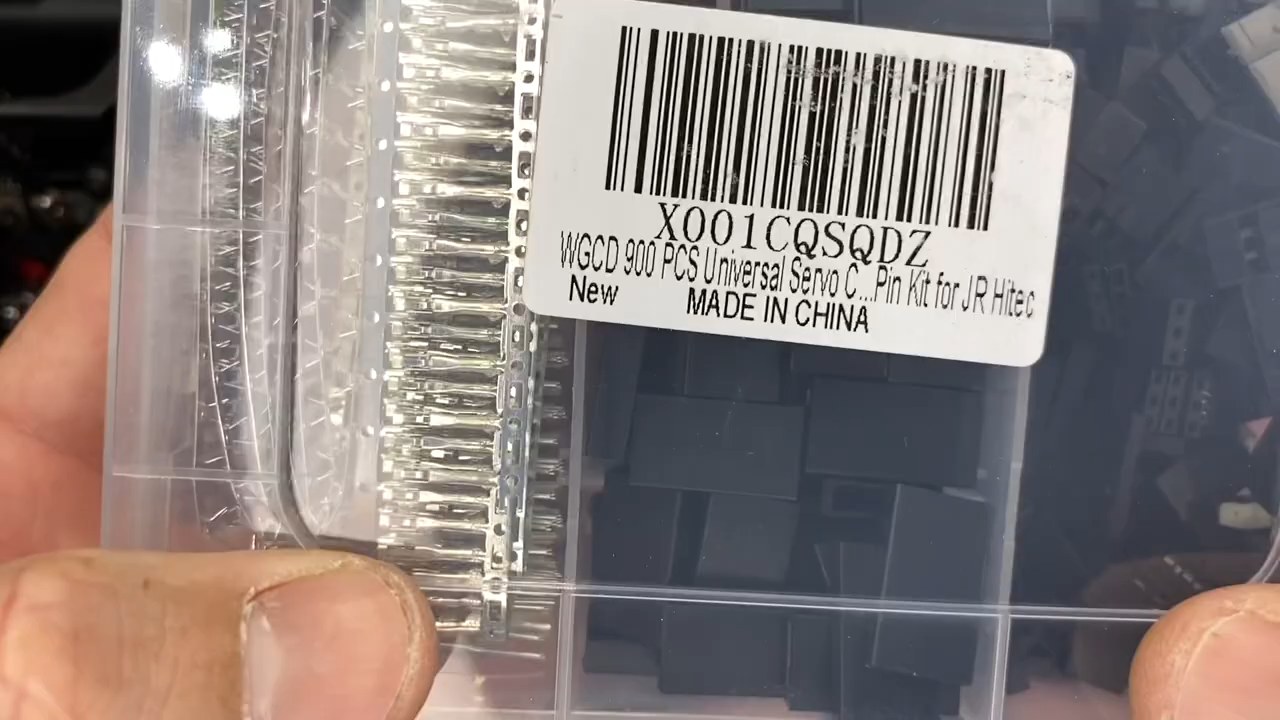 X001CQSQDZ
WGCD 900 PCS Universal Servo C...Pin Kit for JR Hitec
New MADE IN CHINA